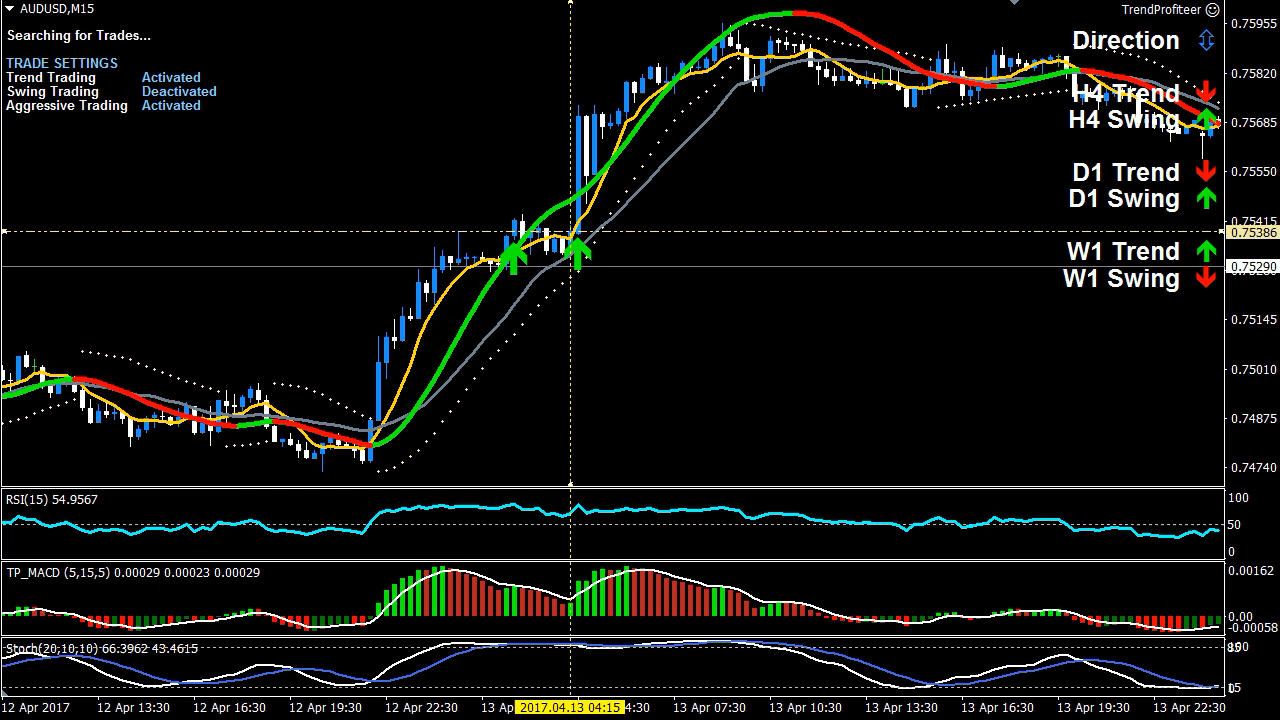 AUDUSD,M15
TrendProfiteer ☺
Searching for Trades...
TRADE SETTINGS
Trend Trading Activated
Swing Trading Deactivated
Aggressive Trading Activated
Direction
H4 Trend
H4 Swing
D1 Trend
D1 Swing
W1 Trend
W1 Swing
0.75955
0.75820
0.75685
0.75550
0.75415
0.75386
0.75290
0.75145
0.75010
0.74875
0.74740
RSI(15) 54.9567
100
50
0
TP_MACD (5,15,5) 0.00029 0.00023 0.00029
0.00162
0.00
-0.00058
Stoch(20,10,10) 66.3962 43.4615
12 Apr 2017
12 Apr 13:30
12 Apr 16:30
12 Apr 19:30
12 Apr 22:30
13 Ap
2017.04.13 04:15
4:30
13 Apr 07:30
13 Apr 10:30
13 Apr 13:30
13 Apr 16:30
13 Apr 19:30
13 Apr 22:30